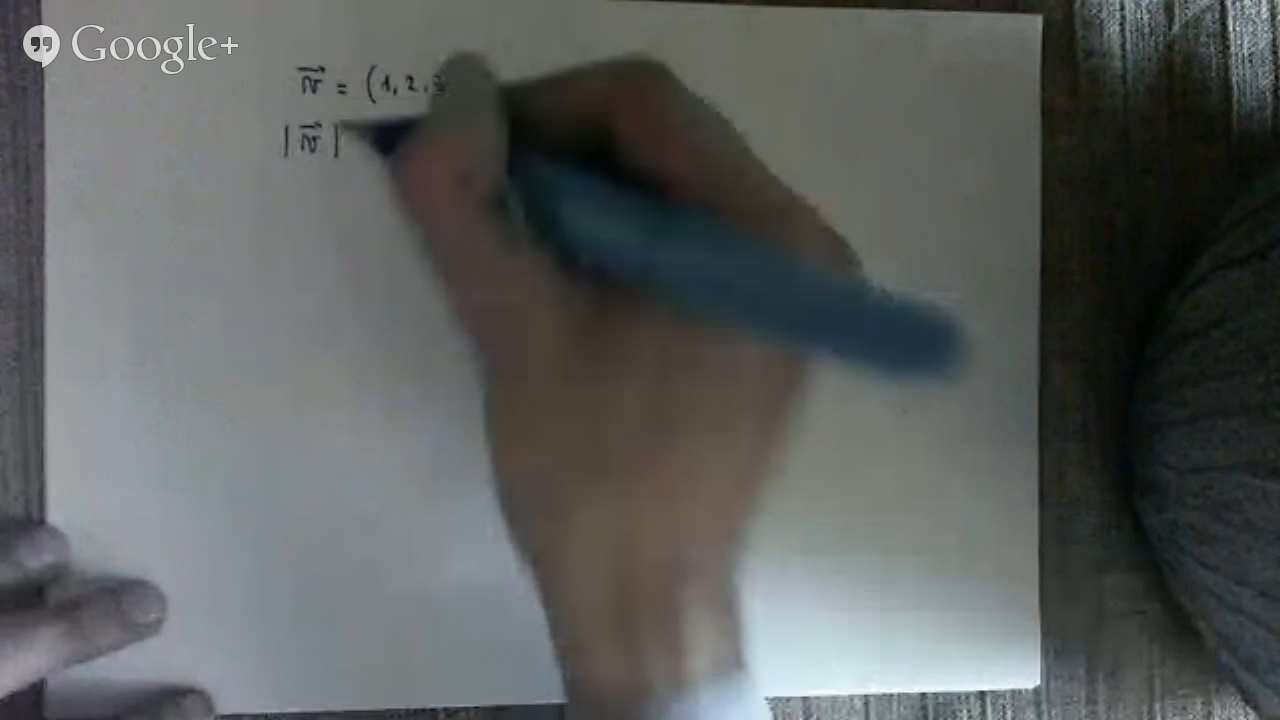 Google+
v⃗ = (1, 2,
|v⃗|